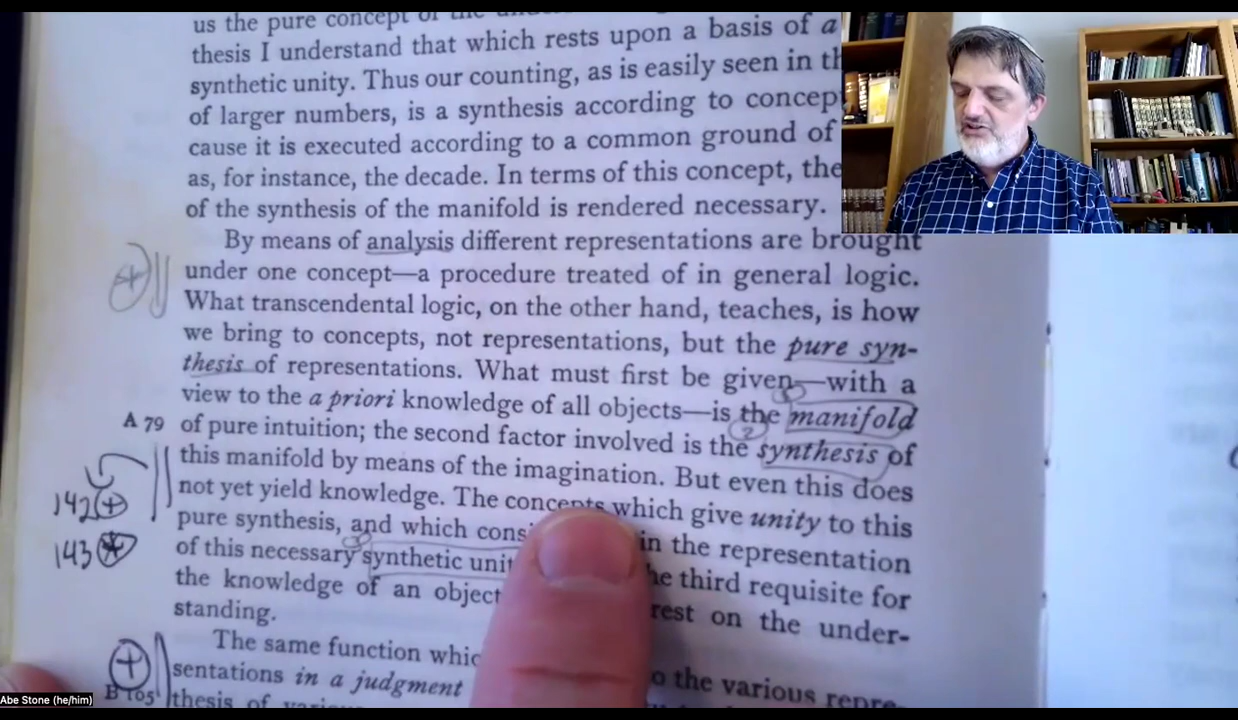 us the pure concept of the
thesis I understand that which rests upon a basis of a
synthetic unity. Thus our counting, as is easily seen in th
of larger numbers, is a synthesis according to concep
cause it is executed according to a common ground of
as, for instance, the decade. In terms of this concept, the
of the synthesis of the manifold is rendered necessary.
By means of analysis different representations are brought
under one concept—a procedure treated of in general logic.
What transcendental logic, on the other hand, teaches, is how
we bring to concepts, not representations, but the pure syn-
thesis of representations. What must first be given—with a
view to the a priori knowledge of all objects—is the manifold
A 79 of pure intuition; the second factor involved is the synthesis of
this manifold by means of the imagination. But even this does
not yet yield knowledge. The concepts which give unity to this
pure synthesis, and which cons in the representation
of this necessary synthetic unit he third requisite for
the knowledge of an object rest on the under-
standing.
The same function whic o the various repre-
sentations in a judgment
B 105 thesis of
142
143
Abe Stone (he/him)